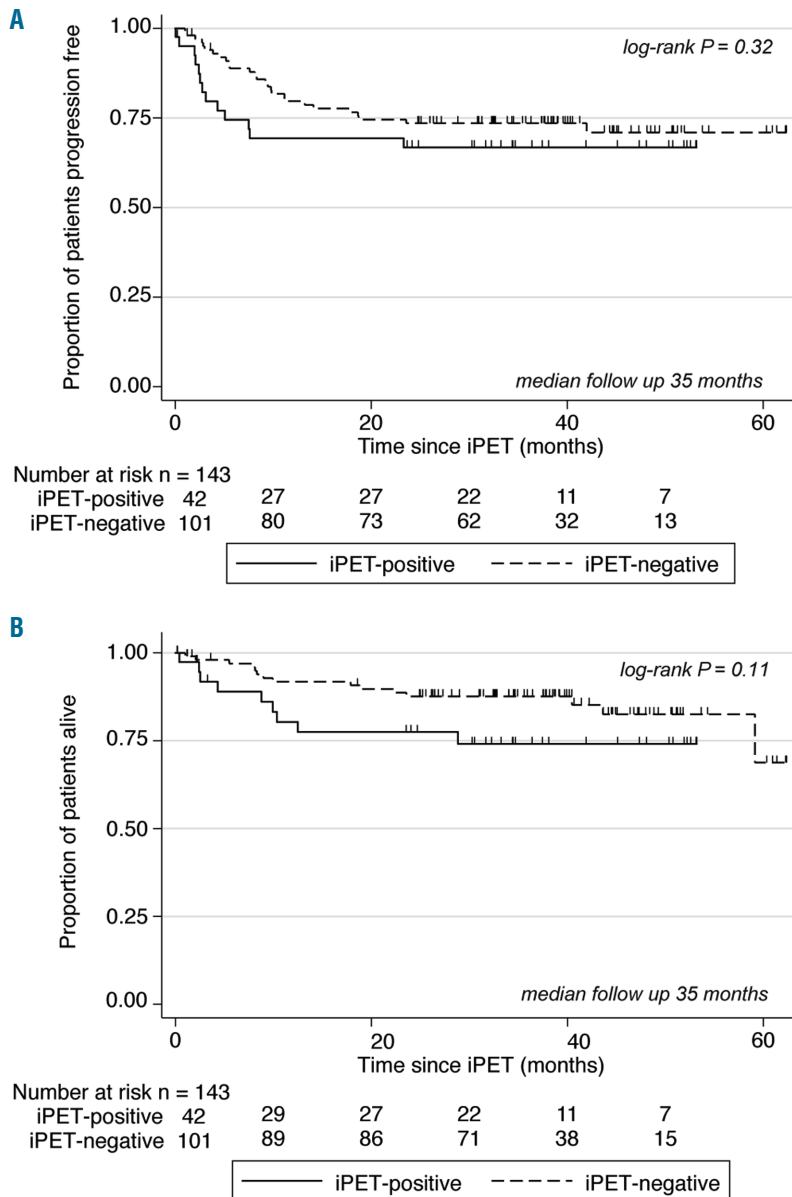 A
1.00
log-rank P = 0.32
0.75
0.50
0.25
0.00
median follow up 35 months
Proportion of patients progression free
0 20 40 60
Time since iPET (months)
Number at risk n = 143
iPET-positive 42 27 27 22 11 7
iPET-negative 101 80 73 62 32 13
iPET-positive iPET-negative
B
1.00
log-rank P = 0.11
0.75
0.50
0.25
0.00
median follow up 35 months
Proportion of patients alive
0 20 40 60
Time since iPET (months)
Number at risk n = 143
iPET-positive 42 29 27 22 11 7
iPET-negative 101 89 86 71 38 15
iPET-positive iPET-negative